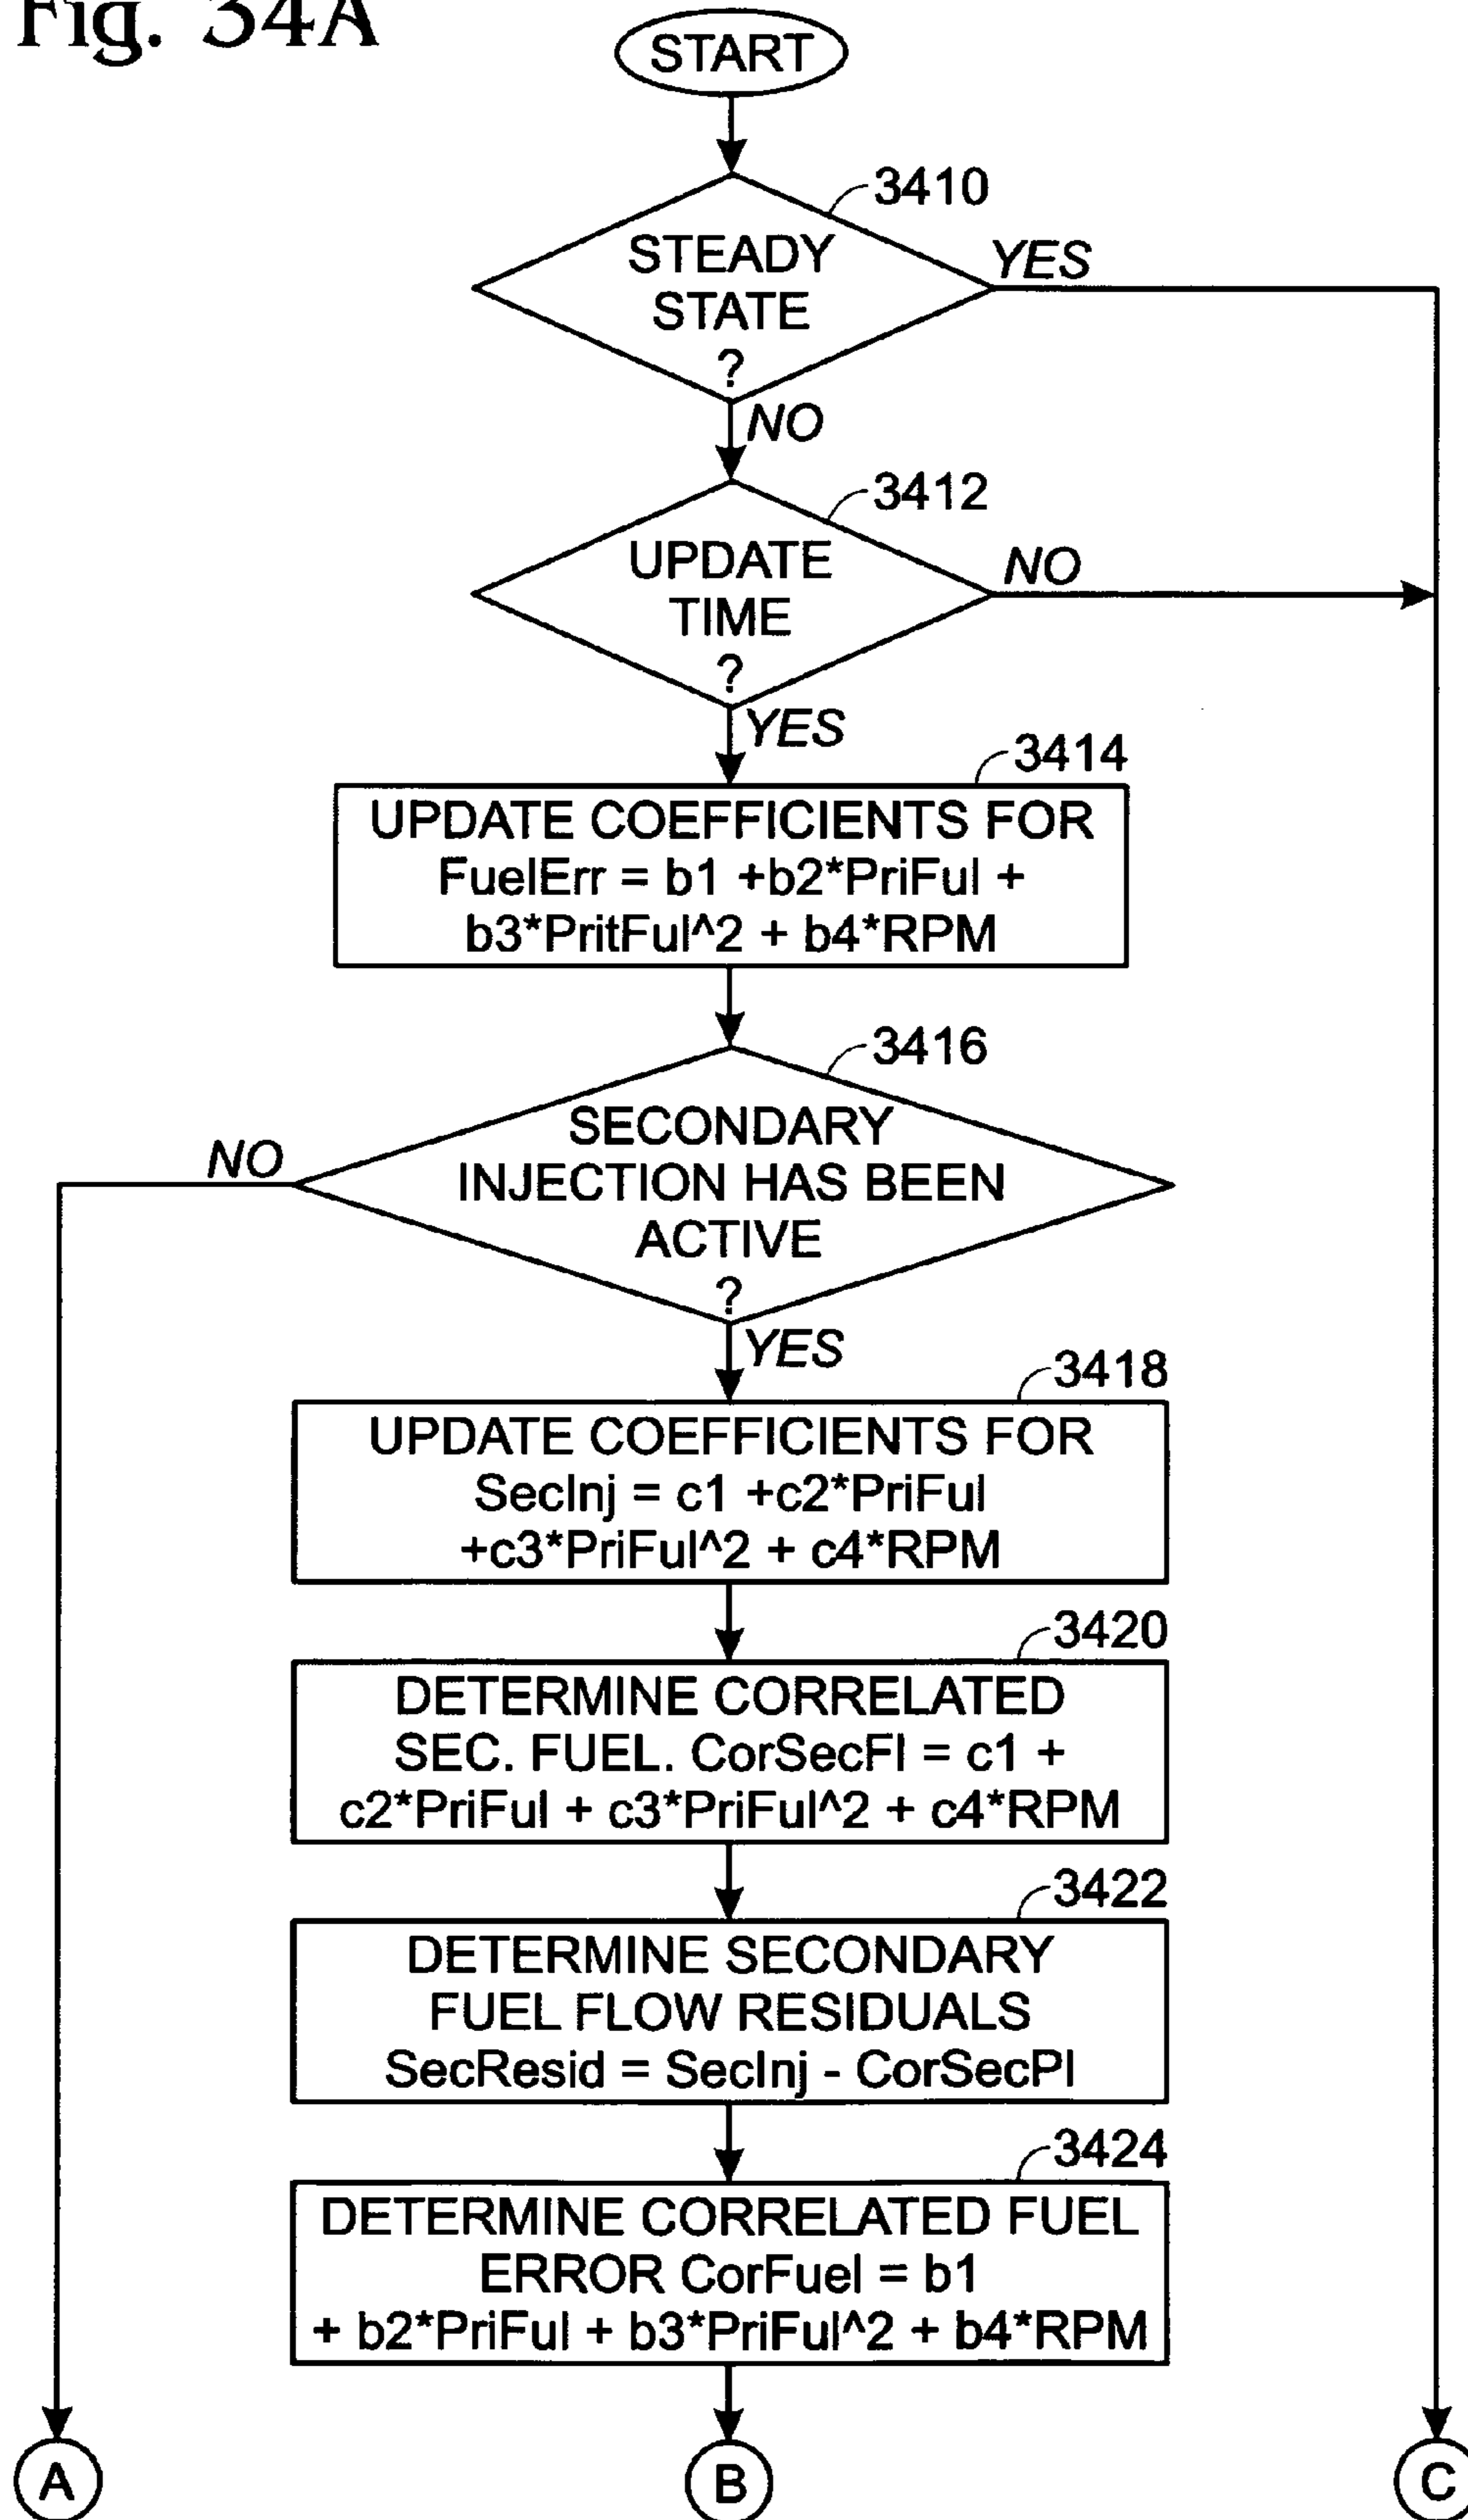 Fig. 34A
START
3410
STEADY
STATE
?
YES
NO
3412
UPDATE
TIME
?
NO
YES
3414
UPDATE COEFFICIENTS FOR
FuelErr = b1 +b2*PriFul +
b3*PritFul^2 + b4*RPM
3416
SECONDARY
INJECTION HAS BEEN
ACTIVE
?
NO
YES
3418
UPDATE COEFFICIENTS FOR
SecInj = c1 +c2*PriFul
+c3*PriFul^2 + c4*RPM
3420
DETERMINE CORRELATED
SEC. FUEL. CorSecFl = c1 +
c2*PriFul + c3*PriFul^2 + c4*RPM
3422
DETERMINE SECONDARY
FUEL FLOW RESIDUALS
SecResid = SecInj - CorSecPl
3424
DETERMINE CORRELATED FUEL
ERROR CorFuel = b1
+ b2*PriFul + b3*PriFul^2 + b4*RPM
A
B
C